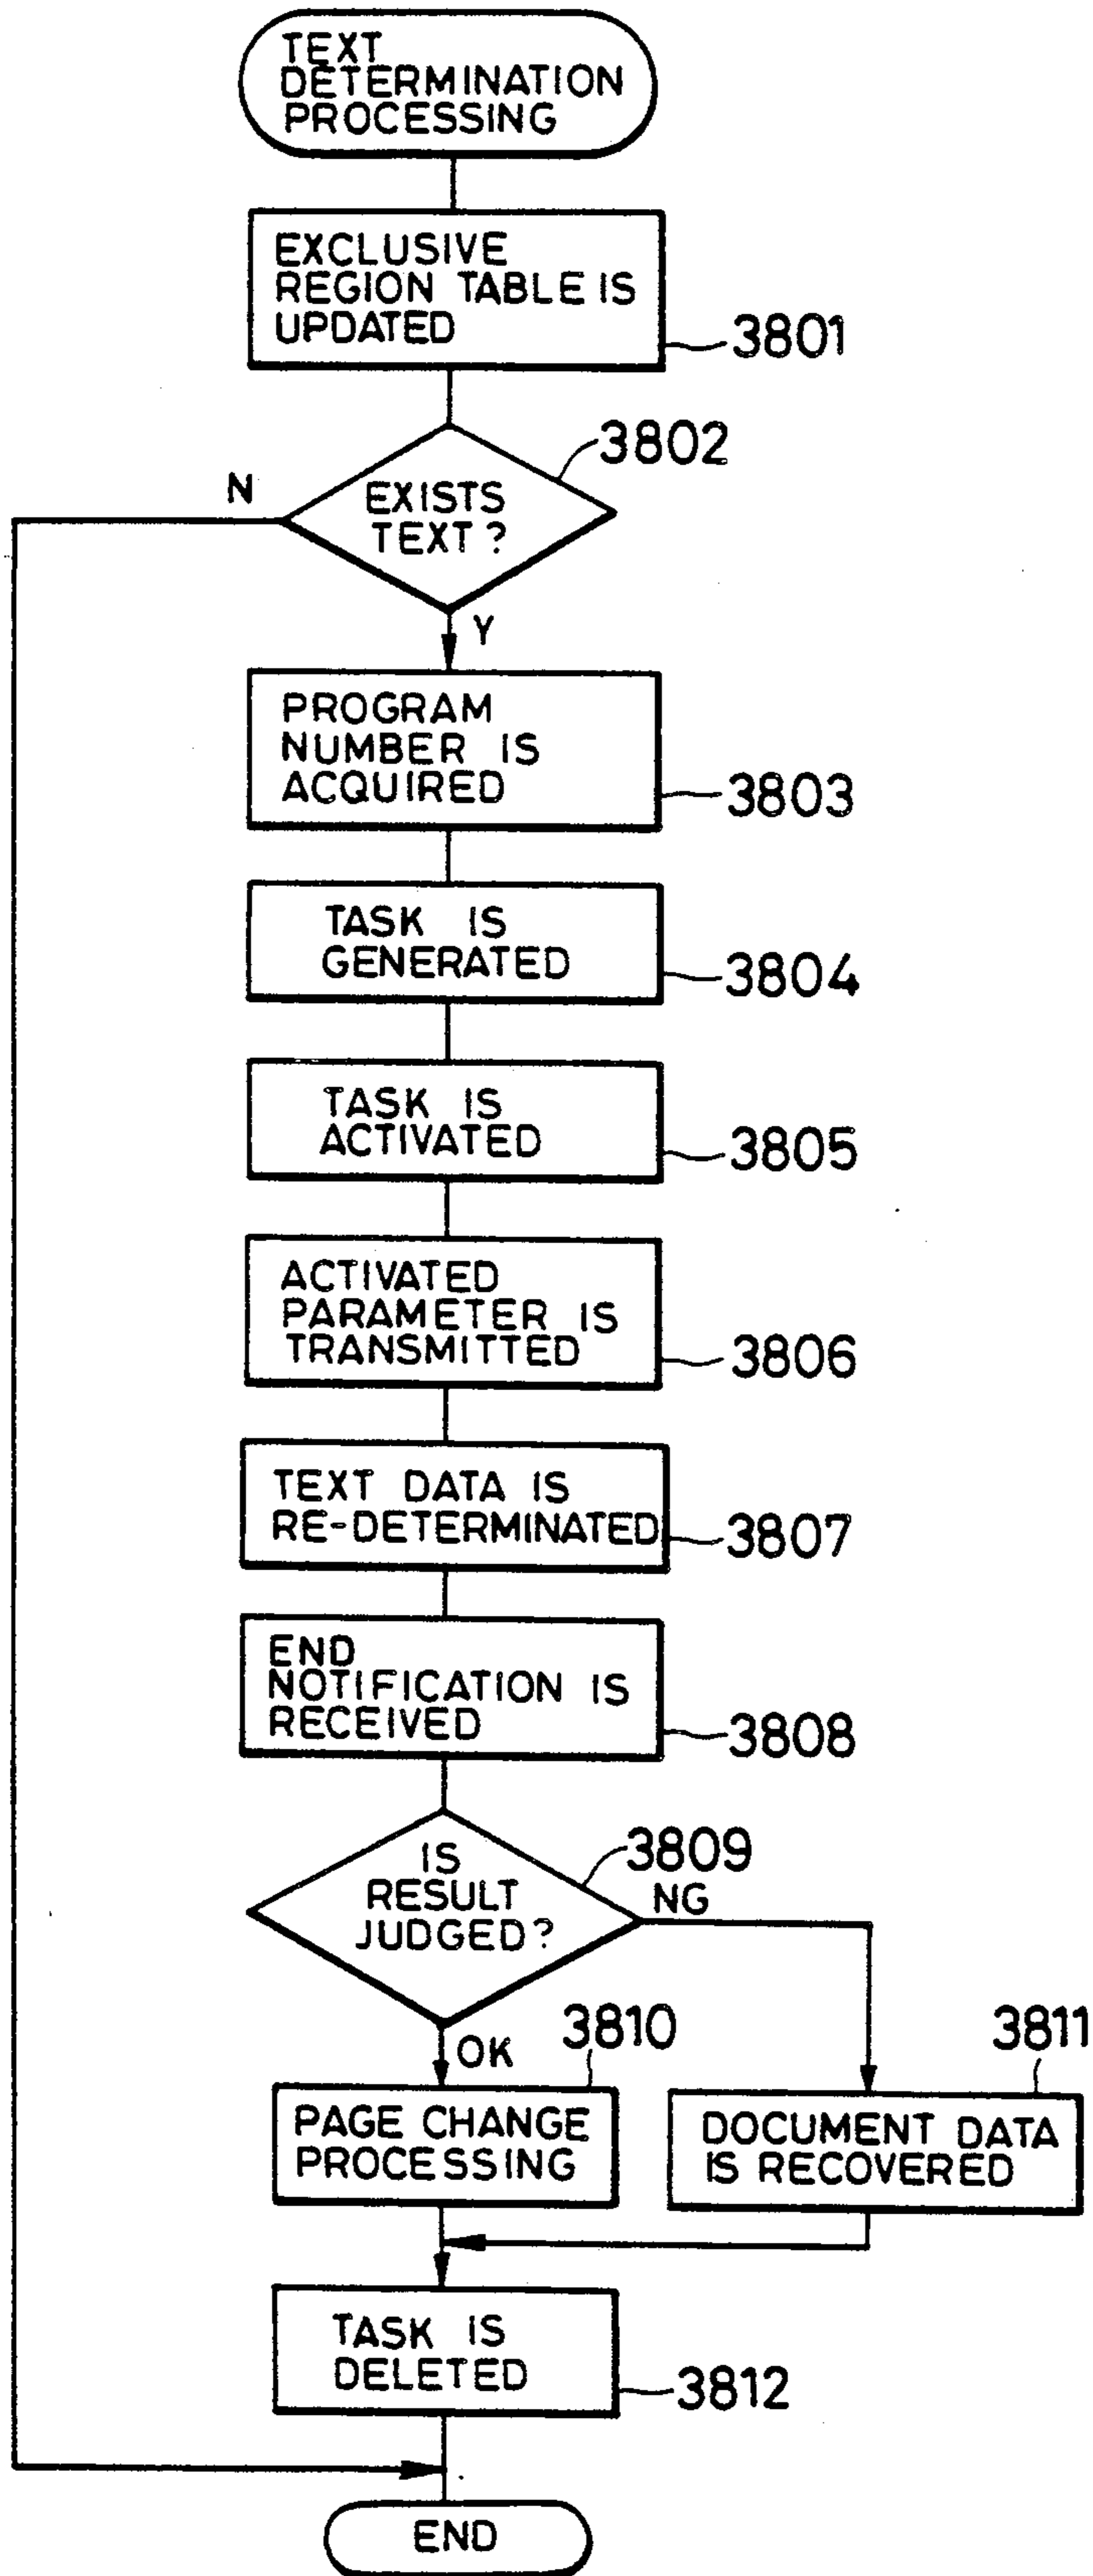 TEXT
DETERMINATION
PROCESSING
EXCLUSIVE
REGION TABLE IS
UPDATED
3801
3802
N
EXISTS
TEXT?
Y
PROGRAM
NUMBER IS
ACQUIRED
3803
TASK IS
GENERATED
3804
TASK IS
ACTIVATED
3805
ACTIVATED
PARAMETER IS
TRANSMITTED
3806
TEXT DATA IS
RE-DETERMINATED
3807
END
NOTIFICATION IS
RECEIVED
3808
IS
RESULT
JUDGED?
3809
NG
OK
3810
3811
PAGE CHANGE
PROCESSING
DOCUMENT DATA
IS RECOVERED
TASK IS
DELETED
3812
END